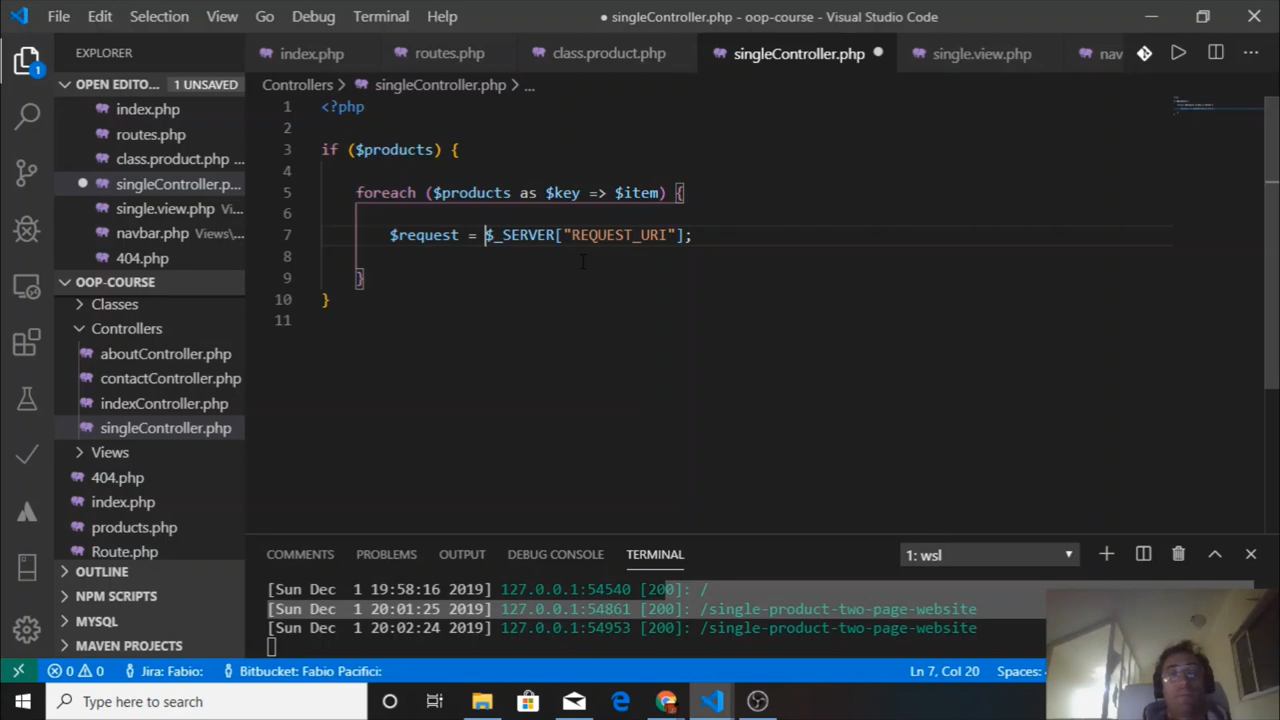 File Edit Selection View Go Debug Terminal Help
● singleController.php - oop-course - Visual Studio Code
EXPLORER
index.php routes.php class.product.php singleController.php single.view.php nav
OPEN EDITO... 1 UNSAVED
index.php
routes.php
class.product.php ...
singleController.p...
single.view.php
navbar.php Views\...
404.php
OOP-COURSE
Classes
Controllers
aboutController.php
contactController.php
indexController.php
singleController.php
Views
404.php
index.php
products.php
Route.php
OUTLINE
NPM SCRIPTS
MYSQL
MAVEN PROJECTS
1
Controllers > singleController.php > ...
1 <?php
2
3 if ($products) {
4
5 foreach ($products as $key => $item) {
6
7 $request = $_SERVER["REQUEST_URI"];
8
9 }
10 }
11
COMMENTS PROBLEMS OUTPUT DEBUG CONSOLE TERMINAL 1: wsl
[Sun Dec 1 19:58:16 2019] 127.0.0.1:54540 [200]: /
[Sun Dec 1 20:01:25 2019] 127.0.0.1:54861 [200]: /single-product-two-page-website
[Sun Dec 1 20:02:24 2019] 127.0.0.1:54953 [200]: /single-product-two-page-website
0 0 Jira: Fabio: Bitbucket: Fabio Pacifici: Ln 7, Col 20 Spaces:
Type here to search